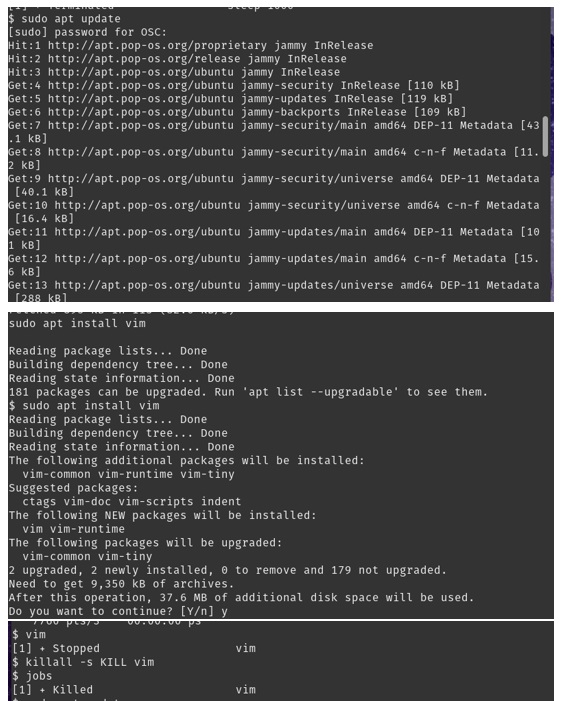 [1] + Terminated              sleep 1000
$ sudo apt update
[sudo] password for OSC:
Hit:1 http://apt.pop-os.org/proprietary jammy InRelease
Hit:2 http://apt.pop-os.org/release jammy InRelease
Hit:3 http://apt.pop-os.org/ubuntu jammy InRelease
Get:4 http://apt.pop-os.org/ubuntu jammy-security InRelease [110 kB]
Get:5 http://apt.pop-os.org/ubuntu jammy-updates InRelease [119 kB]
Get:6 http://apt.pop-os.org/ubuntu jammy-backports InRelease [109 kB]
Get:7 http://apt.pop-os.org/ubuntu jammy-security/main amd64 DEP-11 Metadata [43
.1 kB]
Get:8 http://apt.pop-os.org/ubuntu jammy-security/main amd64 c-n-f Metadata [11.
2 kB]
Get:9 http://apt.pop-os.org/ubuntu jammy-security/universe amd64 DEP-11 Metadata
 [40.1 kB]
Get:10 http://apt.pop-os.org/ubuntu jammy-security/universe amd64 c-n-f Metadata
 [16.4 kB]
Get:11 http://apt.pop-os.org/ubuntu jammy-updates/main amd64 DEP-11 Metadata [10
1 kB]
Get:12 http://apt.pop-os.org/ubuntu jammy-updates/main amd64 c-n-f Metadata [15.
6 kB]
Get:13 http://apt.pop-os.org/ubuntu jammy-updates/universe amd64 DEP-11 Metadata
 [288 kB]
sudo apt install vim
Reading package lists... Done
Building dependency tree... Done
Reading state information... Done
181 packages can be upgraded. Run 'apt list --upgradable' to see them.
$ sudo apt install vim
Reading package lists... Done
Building dependency tree... Done
Reading state information... Done
The following additional packages will be installed:
  vim-common vim-runtime vim-tiny
Suggested packages:
  ctags vim-doc vim-scripts indent
The following NEW packages will be installed:
  vim vim-runtime
The following packages will be upgraded:
  vim-common vim-tiny
2 upgraded, 2 newly installed, 0 to remove and 179 not upgraded.
Need to get 9,350 kB of archives.
After this operation, 37.6 MB of additional disk space will be used.
Do you want to continue? [Y/n] y
$ vim
[1] + Stopped                    vim
$ killall -s KILL vim
$ jobs
[1] + Killed                     vim